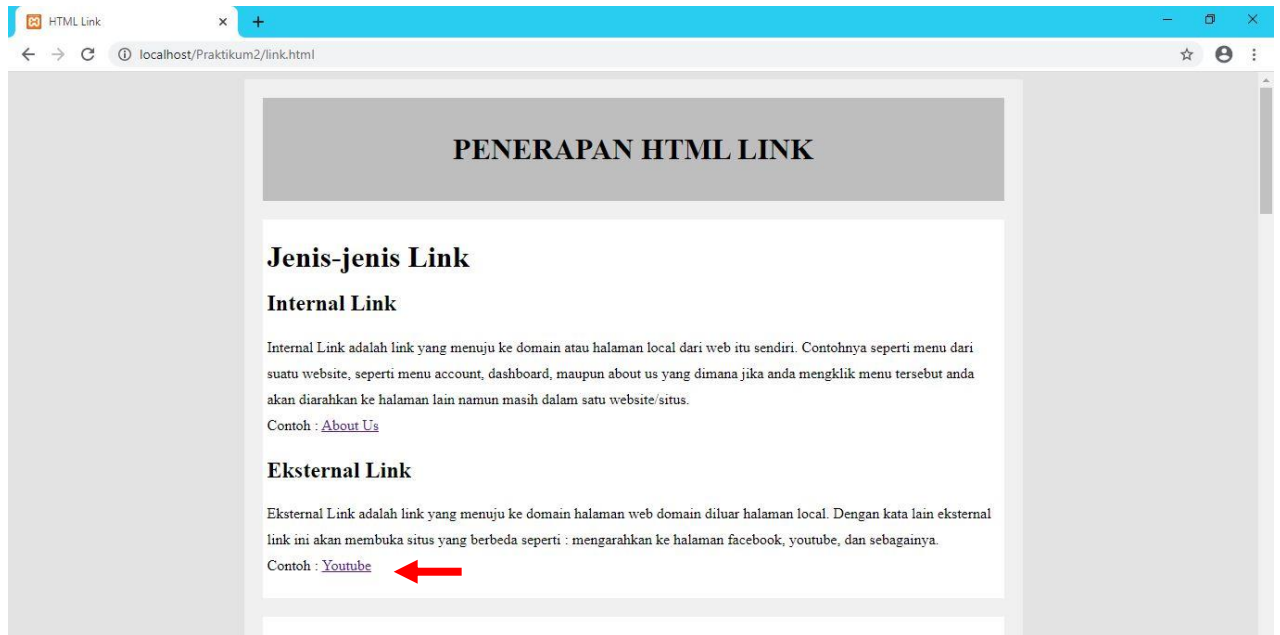 HTML Link
localhost/Praktikum2/link.html
PENERAPAN HTML LINK
Jenis-jenis Link
Internal Link
Internal Link adalah link yang menuju ke domain atau halaman local dari web itu sendiri. Contohnya seperti menu dari
suatu website, seperti menu account, dashboard, maupun about us yang dimana jika anda mengklik menu tersebut anda
akan diarahkan ke halaman lain namun masih dalam satu website/situs.
Contoh : About Us
Eksternal Link
Eksternal Link adalah link yang menuju ke domain halaman web domain diluar halaman local. Dengan kata lain eksternal
link ini akan membuka situs yang berbeda seperti : mengarahkan ke halaman facebook, youtube, dan sebagainya.
Contoh : Youtube